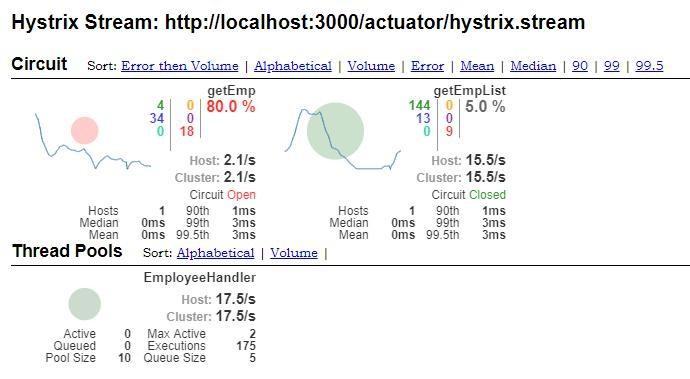 Hystrix Stream: http://localhost:3000/actuator/hystrix.stream
Circuit Sort: Error then Volume | Alphabetical | Volume | Error | Mean | Median | 90 | 99 | 99.5
getEmp
4 0 80.0 %
34 0
0 18
Host: 2.1/s
Cluster: 2.1/s
Circuit Open
Hosts 1 90th 1ms
Median 0ms 99th 3ms
Mean 0ms 99.5th 3ms
getEmpList
144 0 5.0 %
13 0
0 9
Host: 15.5/s
Cluster: 15.5/s
Circuit Closed
Hosts 1 90th 1ms
Median 0ms 99th 3ms
Mean 0ms 99.5th 3ms
Thread Pools Sort: Alphabetical | Volume |
EmployeeHandler
Host: 17.5/s
Cluster: 17.5/s
Active 0 Max Active 2
Queued 0 Executions 175
Pool Size 10 Queue Size 5